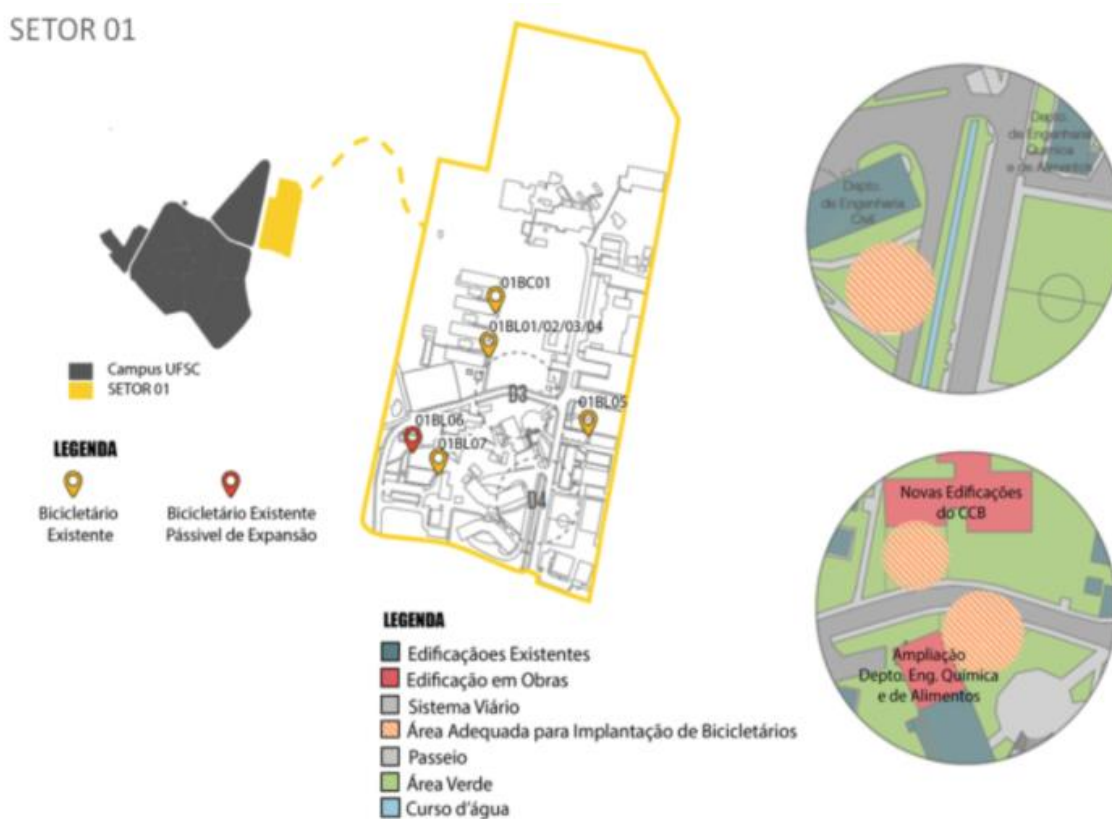 SETOR 01
Campus UFSC
SETOR 01
LEGENDA
Bicicletário
Existente
Bicicletário Existente
Pássivel de Expansão
01BC01
01BL01/02/03/04
D3
01BL05
01BL06
01BL07
D4
LEGENDA
Edificaçãoes Existentes
Edificação em Obras
Sistema Viário
Área Adequada para Implantação de Bicicletários
Passeio
Área Verde
Curso d'água
Depto.
de Engenharia
Química
e de Alimentos
Depto.
de Engenharia
Civil
Novas Edificações
do CCB
Ampliação
Depto. Eng. Química
e de Alimentos